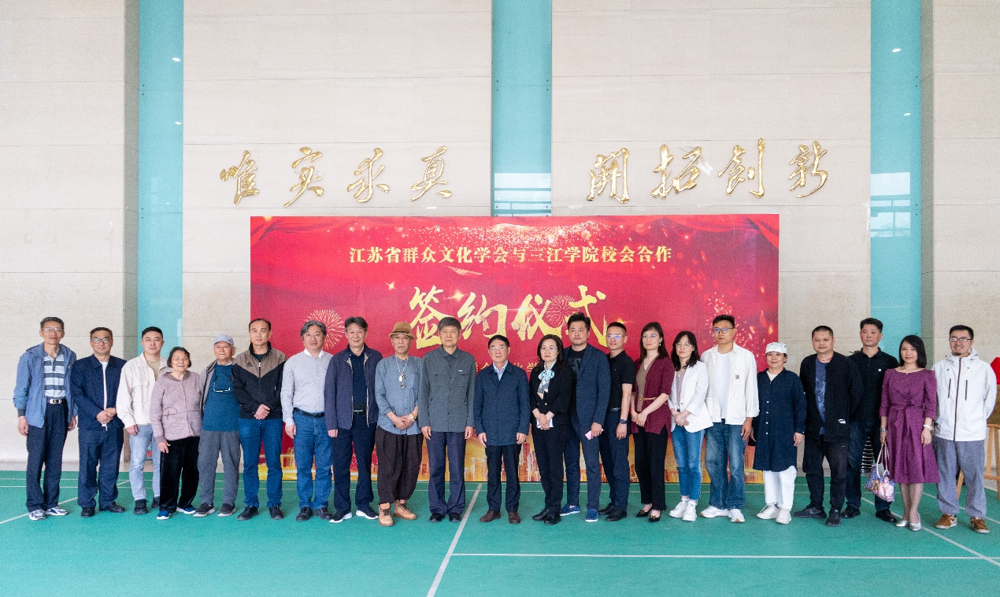 唯实求真 開拓创新
江苏省群众文化学会与三江学院校会合作
签约仪式